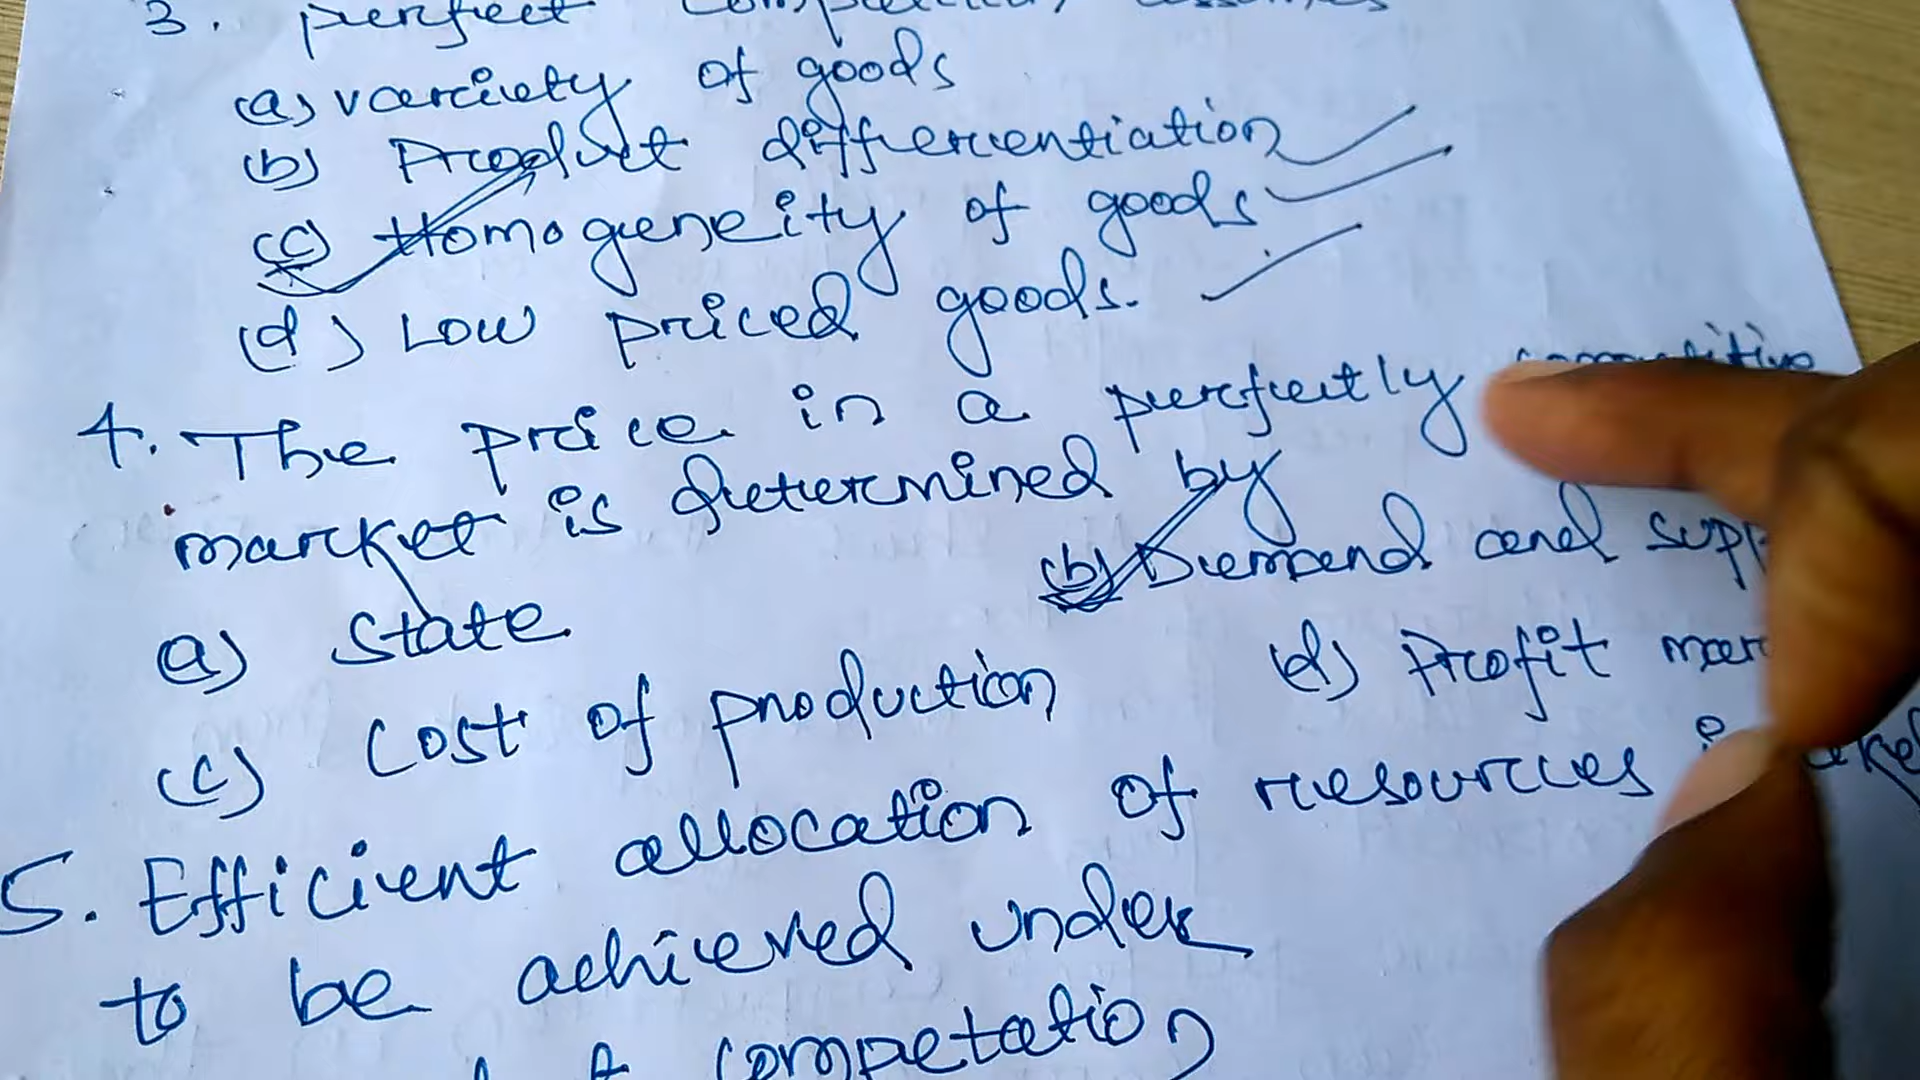 3. perfect
(a) variety of goods
(b) Product differentiation
(c) Homogeneity of goods
(d) Low priced goods.
4. The price in a perfectly competitive
market is determined by
a) State (b) Demand and
(c) Cost of production (d) Profit
5. Efficient allocation of resources
to be achieved under
competetation